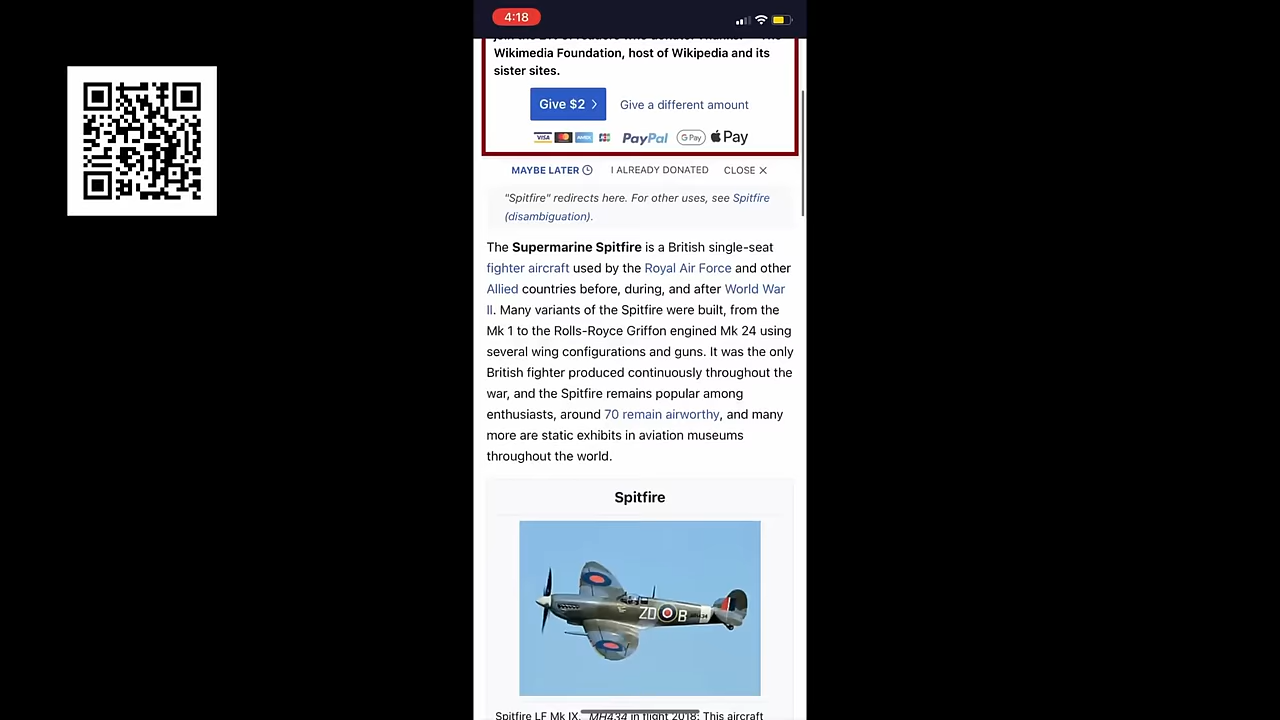 4:18
Wikimedia Foundation, host of Wikipedia and its
sister sites.
Give $2
Give a different amount
VISA AMEX JCB PayPal G Pay Pay
MAYBE LATER I ALREADY DONATED CLOSE
"Spitfire" redirects here. For other uses, see Spitfire
(disambiguation).
The Supermarine Spitfire is a British single-seat
fighter aircraft used by the Royal Air Force and other
Allied countries before, during, and after World War
II. Many variants of the Spitfire were built, from the
Mk 1 to the Rolls-Royce Griffon engined Mk 24 using
several wing configurations and guns. It was the only
British fighter produced continuously throughout the
war, and the Spitfire remains popular among
enthusiasts, around 70 remain airworthy, and many
more are static exhibits in aviation museums
throughout the world.
Spitfire
ZD B
Spitfire LF Mk IX, MH434 in flight 2018: This aircraft